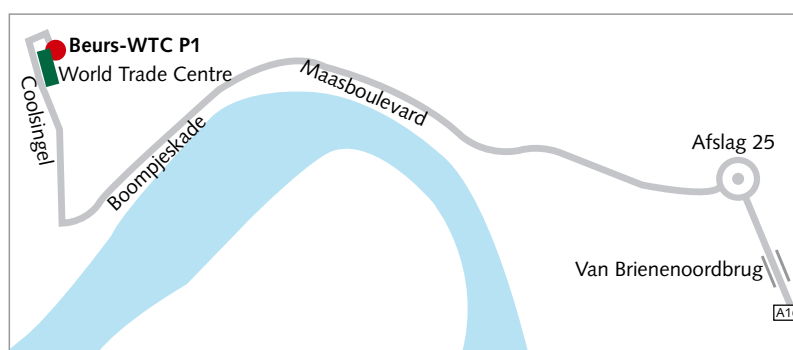 Beurs-WTC P1
World Trade Centre
Coolsingel
Boompjeskade
Maasboulevard
Afslag 25
Van Brienenoordbrug